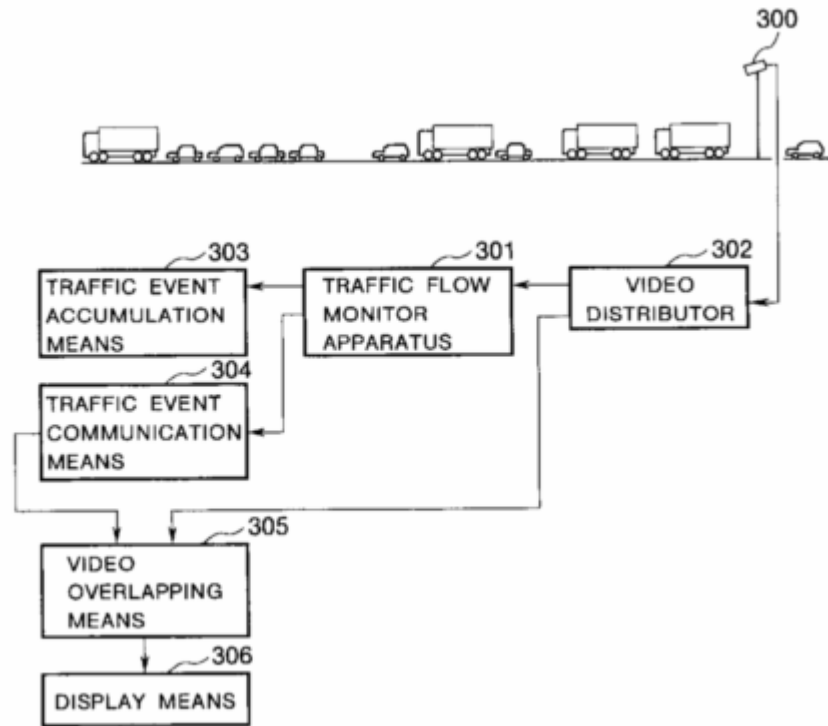 300
303
301
302
TRAFFIC EVENT
ACCUMULATION
MEANS
TRAFFIC FLOW
MONITOR
APPARATUS
VIDEO
DISTRIBUTOR
304
TRAFFIC EVENT
COMMUNICATION
MEANS
305
VIDEO
OVERLAPPING
MEANS
306
DISPLAY MEANS